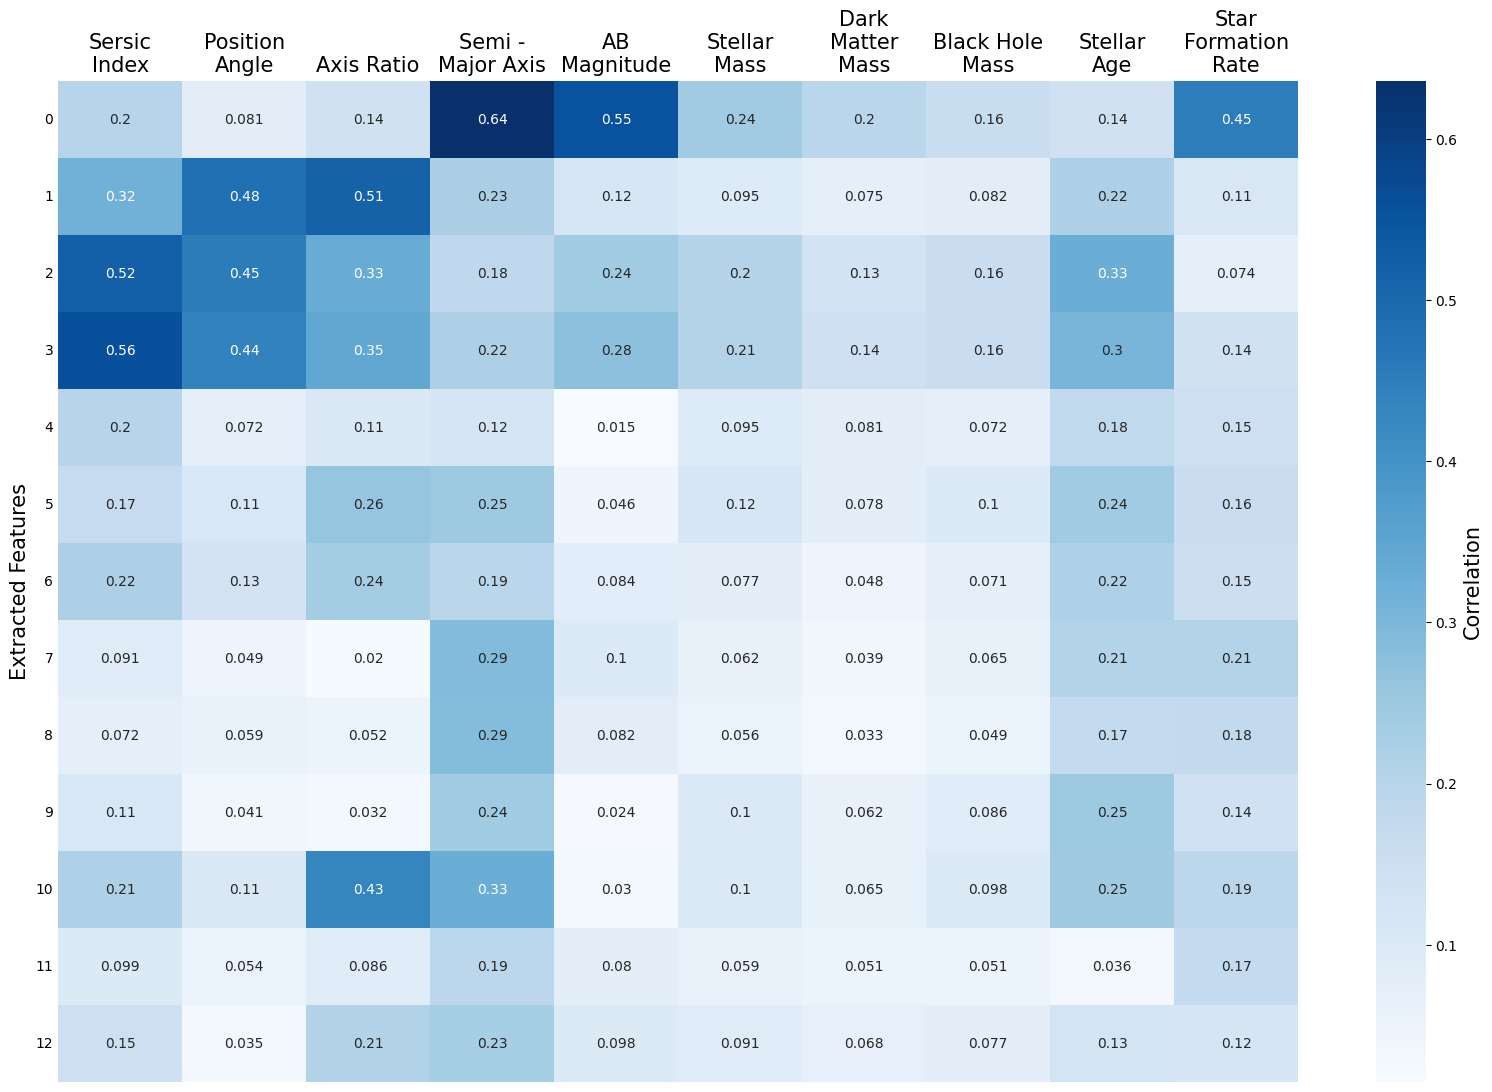 Sersic
Index
Position
Angle
Axis Ratio
Semi -
Major Axis
AB
Magnitude
Stellar
Mass
Dark
Matter
Mass
Black Hole
Mass
Stellar
Age
Star
Formation
Rate
Extracted Features
0 0.2 0.081 0.14 0.64 0.55 0.24 0.2 0.16 0.14 0.45
1 0.32 0.48 0.51 0.23 0.12 0.095 0.075 0.082 0.22 0.11
2 0.52 0.45 0.33 0.18 0.24 0.2 0.13 0.16 0.33 0.074
3 0.56 0.44 0.35 0.22 0.28 0.21 0.14 0.16 0.3 0.14
4 0.2 0.072 0.11 0.12 0.015 0.095 0.081 0.072 0.18 0.15
5 0.17 0.11 0.26 0.25 0.046 0.12 0.078 0.1 0.24 0.16
6 0.22 0.13 0.24 0.19 0.084 0.077 0.048 0.071 0.22 0.15
7 0.091 0.049 0.02 0.29 0.1 0.062 0.039 0.065 0.21 0.21
8 0.072 0.059 0.052 0.29 0.082 0.056 0.033 0.049 0.17 0.18
9 0.11 0.041 0.032 0.24 0.024 0.1 0.062 0.086 0.25 0.14
10 0.21 0.11 0.43 0.33 0.03 0.1 0.065 0.098 0.25 0.19
11 0.099 0.054 0.086 0.19 0.08 0.059 0.051 0.051 0.036 0.17
12 0.15 0.035 0.21 0.23 0.098 0.091 0.068 0.077 0.13 0.12
0.6
0.5
0.4
0.3
0.2
0.1
Correlation